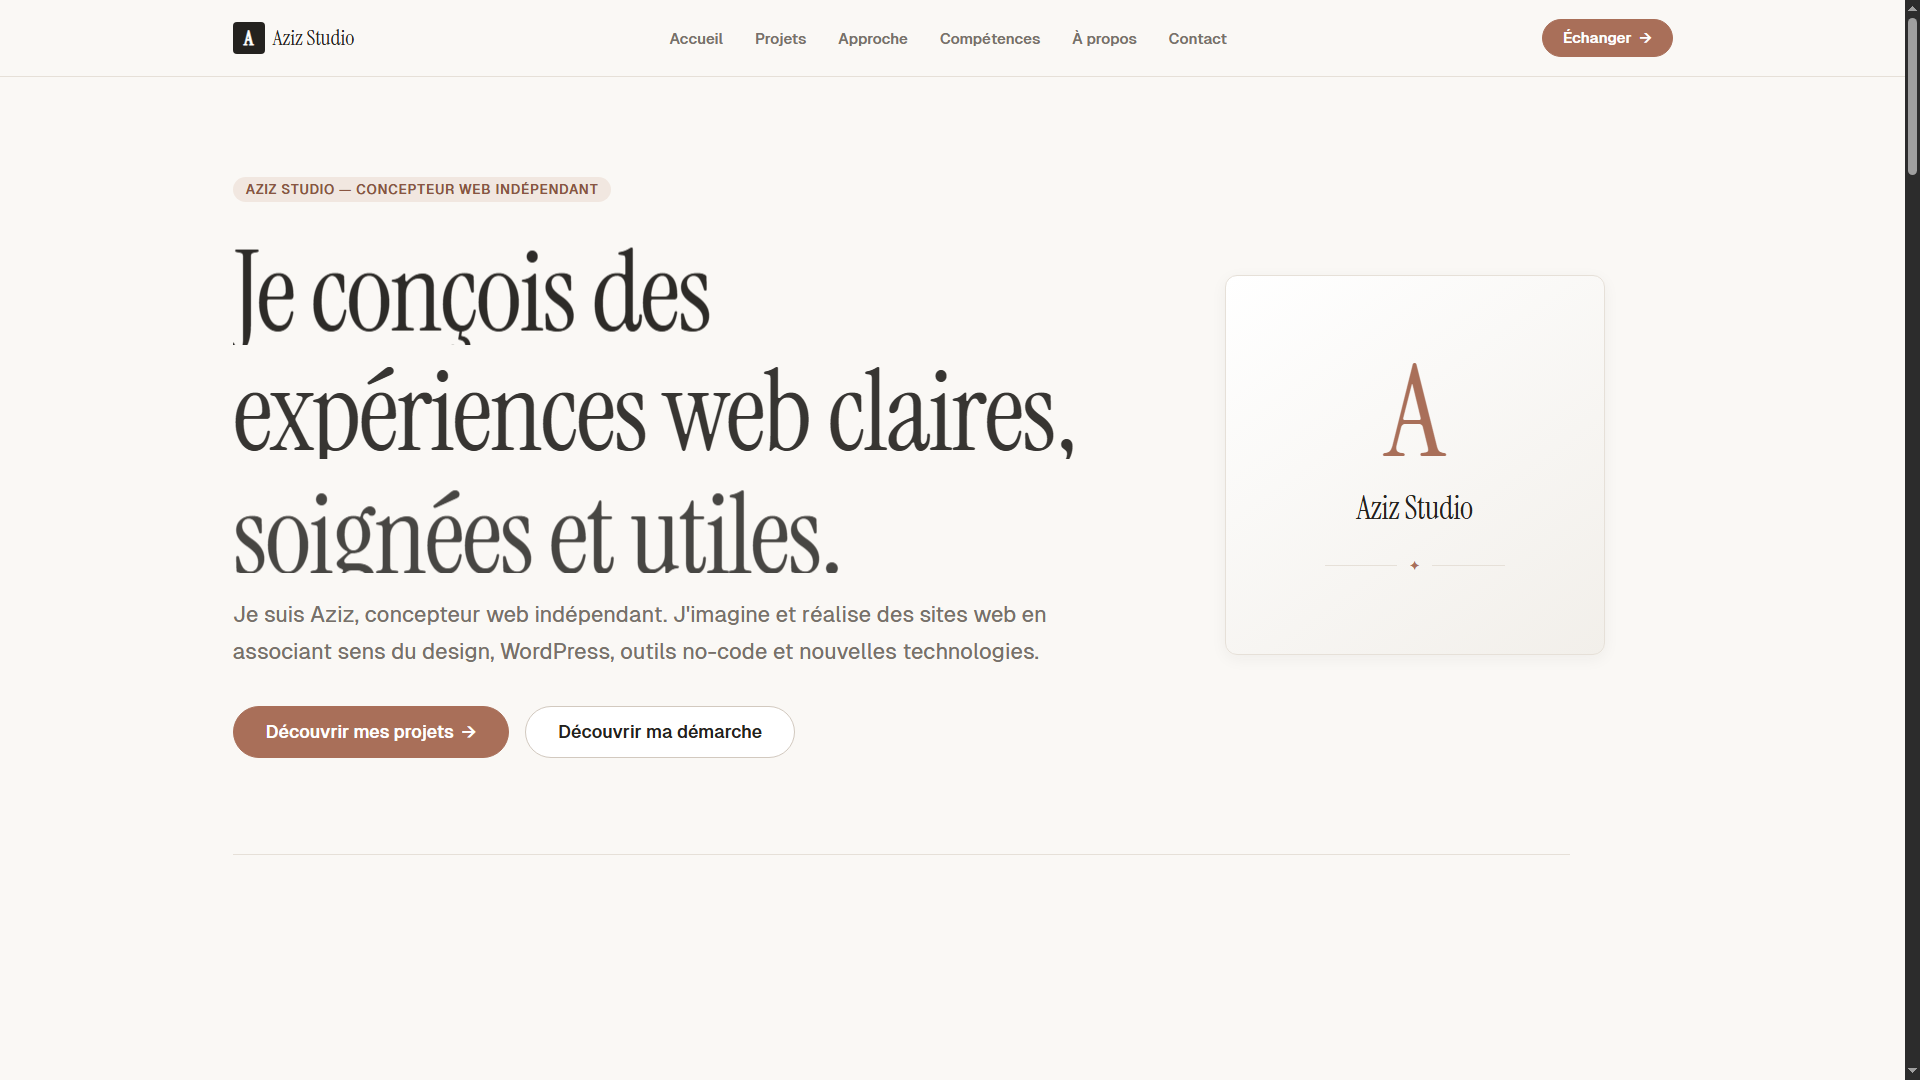 A Aziz Studio
Accueil Projets Approche Compétences À propos Contact
Échanger →
AZIZ STUDIO — CONCEPTEUR WEB INDÉPENDANT
Je conçois des
expériences web claires,
soignées et utiles.
Je suis Aziz, concepteur web indépendant. J'imagine et réalise des sites web en
associant sens du design, WordPress, outils no-code et nouvelles technologies.
Découvrir mes projets →
Découvrir ma démarche
A
Aziz Studio